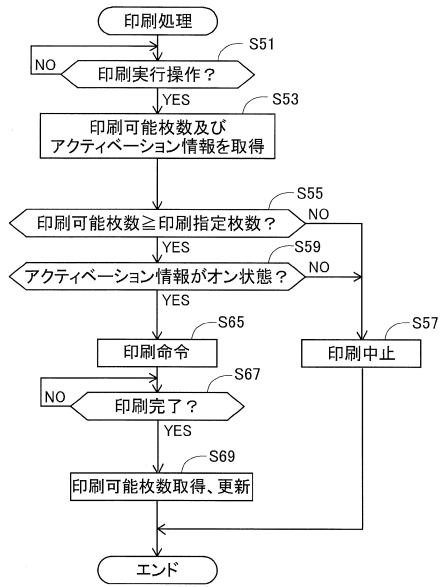 印刷処理
S51
NO
印刷実行操作?
YES
S53
印刷可能枚数及び
アクティベーション情報を取得
S55
印刷可能枚数≧印刷指定枚数?
NO
YES
S59
アクティベーション情報がオン状態?
NO
YES
S65
印刷命令
S57
印刷中止
S67
NO
印刷完了?
YES
S69
印刷可能枚数取得、更新
エンド